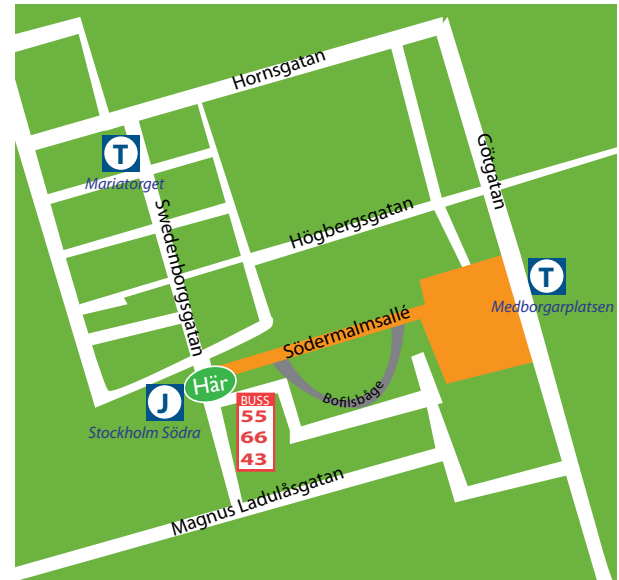 Hornsgatan
Götgatan
T
Mariatorget
Swedenborgsgatan
Högbergsgatan
T
Medborgarplatsen
Södermalmsallé
Här
Bofilsbåge
J
Stockholm Södra
BUSS
55
66
43
Magnus Ladulåsgatan